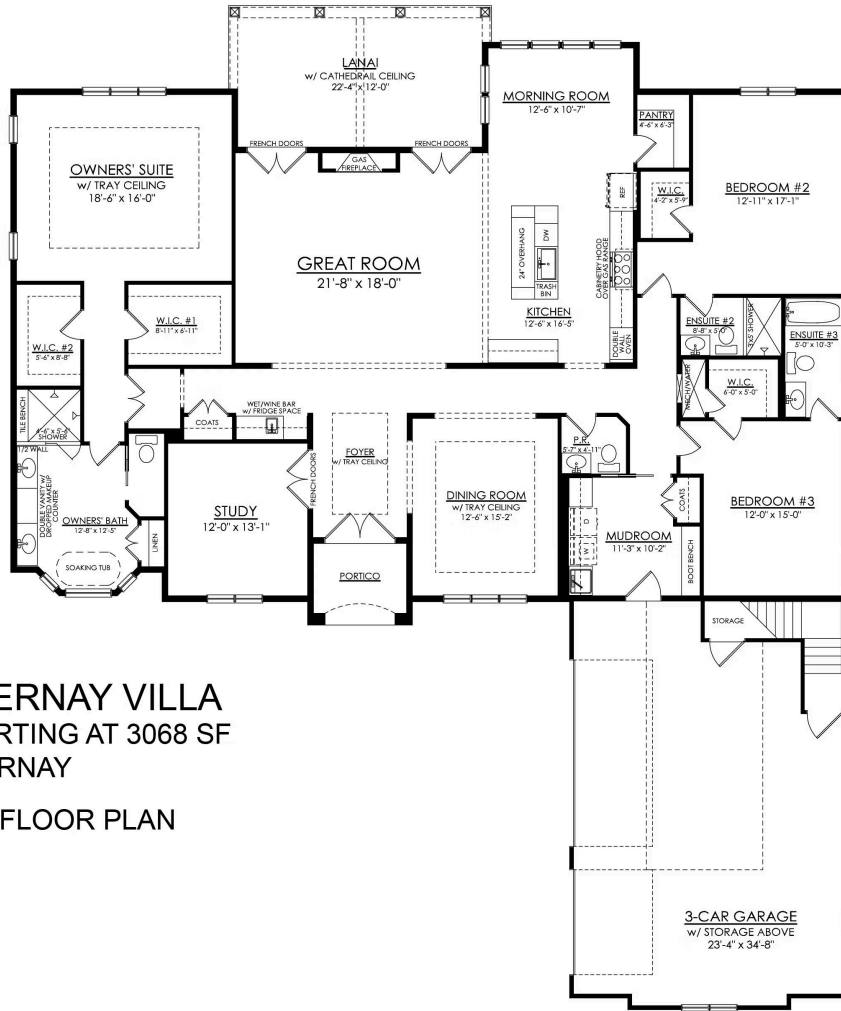 LANAI
w/ CATHEDRAIL CEILING
22'-4"x12'-0"
MORNING ROOM
12'-6" x 10'-7"
PANTRY
4'-6" x 6'-3"
OWNERS' SUITE
w/ TRAY CEILING
18'-6" x 16'-0"
FRENCH DOORS
GAS
FIREPLACE
FRENCH DOORS
W.I.C.
4'-2" x 5'-9"
REF
BEDROOM #2
12'-11" x 17'-1"
GREAT ROOM
21'-8" x 18'-0"
24" OVERHANG
DW
TRASH
BIN
CABINETRY HOOD
OVER GAS RANGE
KITCHEN
12'-6" x 16'-5"
DOUBLE
WALL
OVEN
W.I.C. #1
8'-11" x 6'-11"
W.I.C. #2
5'-6" x 8'-8"
ENSUITE #2
8'-8" x 5'-0"
3'x5' SHOWER
ENSUITE #3
5'-0" x 10'-3"
MECH/WATER
W.I.C.
6'-0" x 5'-0"
TILE BENCH
4'-6" x 5'-6"
SHOWER
1/2 WALL
COATS
WET/WINE BAR
w/ FRIDGE SPACE
FOYER
w/ TRAY CEILING
FRENCH DOORS
P.R.
5'-7" x 4'-11"
DOUBLE VANITY w/
DROPPED MAKEUP
COUNTER
OWNERS' BATH
12'-8" x 12'-5"
LINEN
SOAKING TUB
STUDY
12'-0" x 13'-1"
DINING ROOM
w/ TRAY CEILING
12'-6" x 15'-2"
PORTICO
D
W
MUDROOM
11'-3" x 10'-2"
COATS
BOOT BENCH
BEDROOM #3
12'-0" x 15'-0"
STORAGE
ERNAY VILLA
RTING AT 3068 SF
RNAY
FLOOR PLAN
3-CAR GARAGE
w/ STORAGE ABOVE
23'-4" x 34'-8"